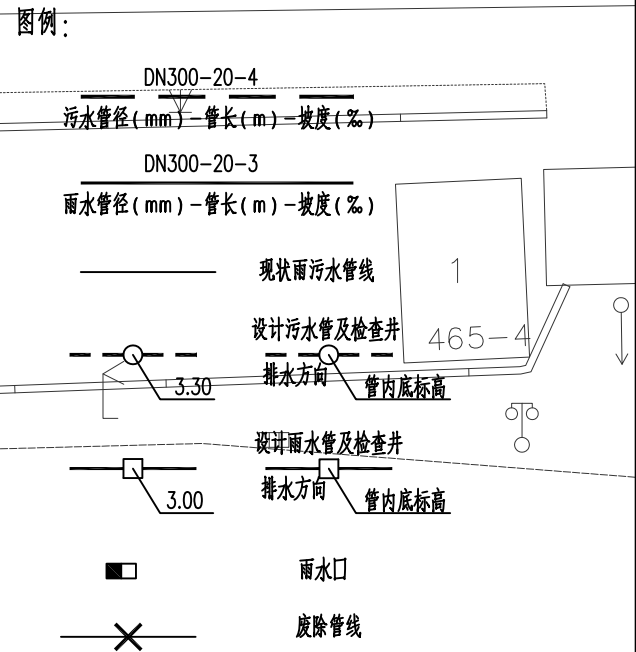 图例：
DN300-20-4
污水管径(mm)-管长(m)-坡度(‰)
DN300-20-3
雨水管径(mm)-管长(m)-坡度(‰)
现状雨污水管线
1
465-4
设计污水管及检查井
3.30
排水方向
管内底标高
设计雨水管及检查井
3.00
排水方向
管内底标高
雨水口
废除管线